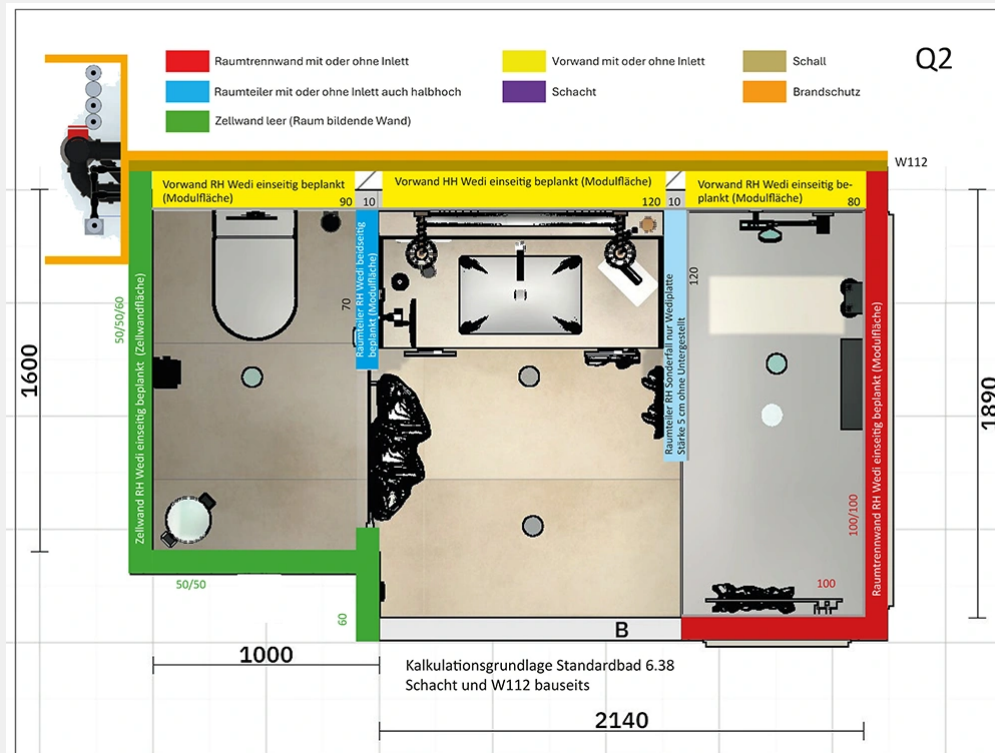 Raumtrennwand mit oder ohne Inlett
Vorwand mit oder ohne Inlett
Schall
Q2
Raumteiler mit oder ohne Inlett auch halbhoch
Schacht
Brandschutz
Zellwand leer (Raum bildende Wand)
W112
Vorwand RH Wedi einseitig beplankt
(Modulfläche)
90
10
Vorwand HH Wedi einseitig beplankt (Modulfläche)
120
10
Vorwand RH Wedi einseitig be-
plankt (Modulfläche)
80
Zellwand RH Wedi einseitig beplankt (Zellwandfläche)
50/50/60
Raumteiler RH Wedi beidseitig
beplankt (Modulfläche)
70
Raumteiler RH Sonderfall nur Wediplatte
Stärke 5 cm ohne Untergestellt
120
Raumtrennwand RH Wedi einseitig beplankt (Modulfläche)
100/100
100
1600
1890
50/50
60
B
1000
Kalkulationsgrundlage Standardbad 6.38
Schacht und W112 bauseits
2140